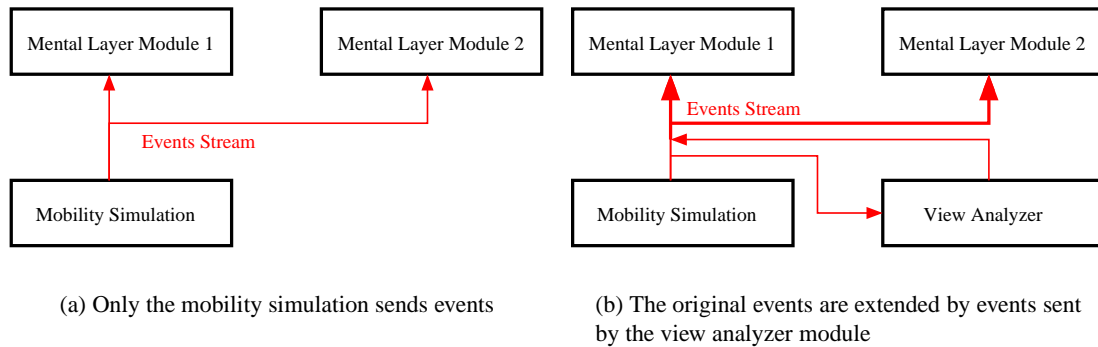 Mental Layer Module 1
Mental Layer Module 2
Events Stream
Mobility Simulation
(a) Only the mobility simulation sends events
Mental Layer Module 1
Mental Layer Module 2
Events Stream
Mobility Simulation
View Analyzer
(b) The original events are extended by events sent
by the view analyzer module